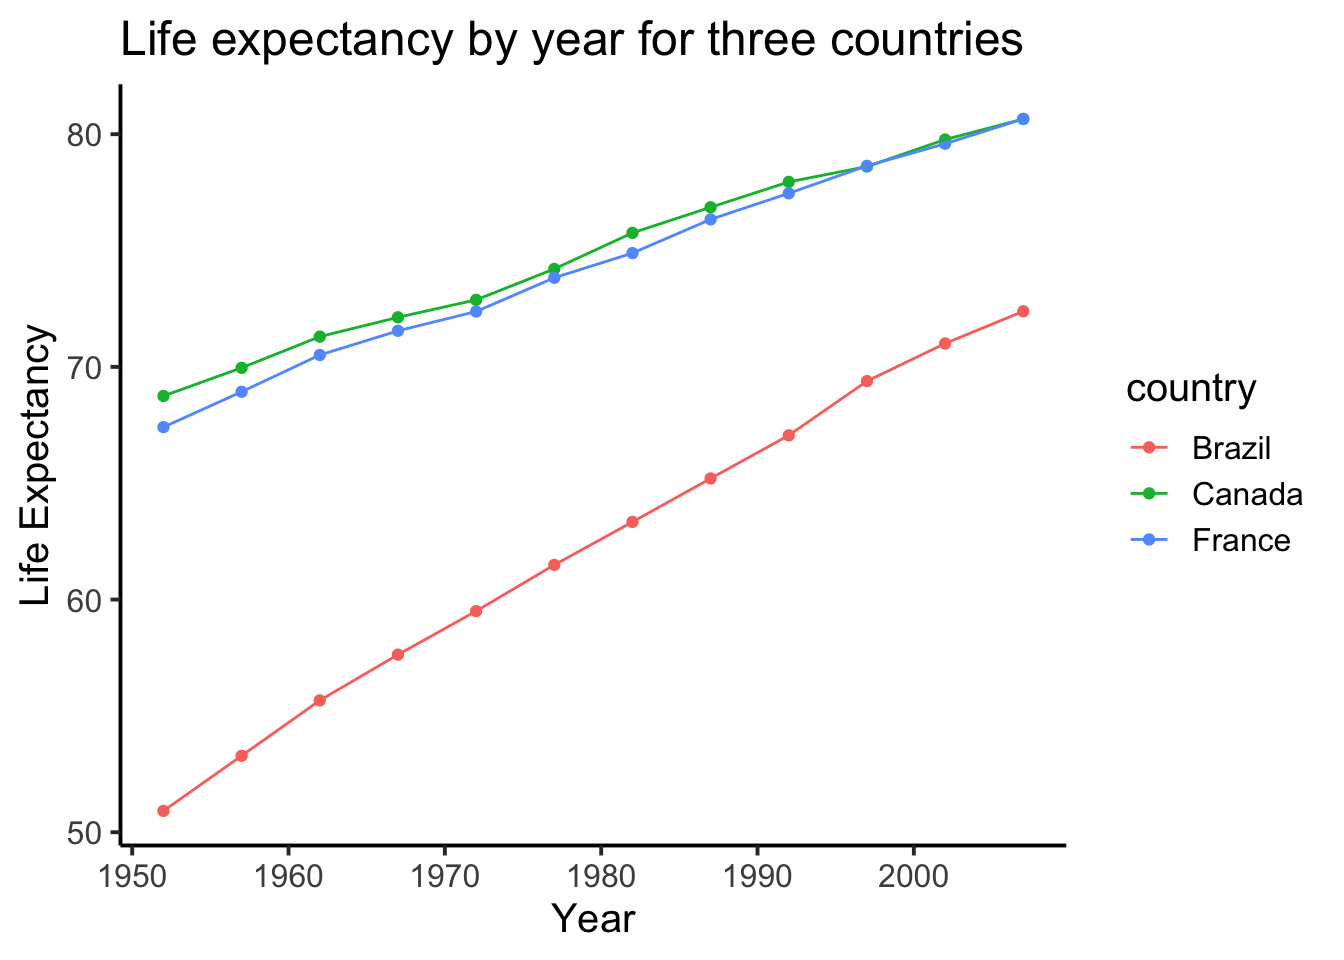 Life expectancy by year for three countries
80
70
60
50
Life Expectancy
1950 1960 1970 1980 1990 2000
Year
country
Brazil
Canada
France